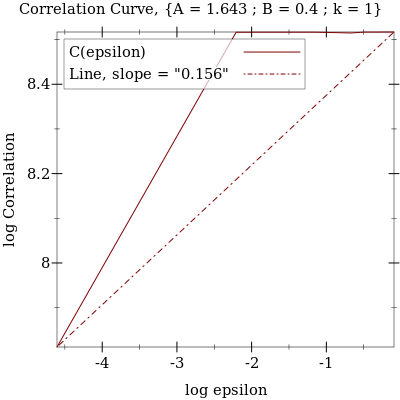 Correlation Curve, {A = 1.643 ; B = 0.4 ; k = 1}
C(epsilon)
Line, slope = "0.156"
8.4
8.2
8
log Correlation
-4
-3
-2
-1
log epsilon